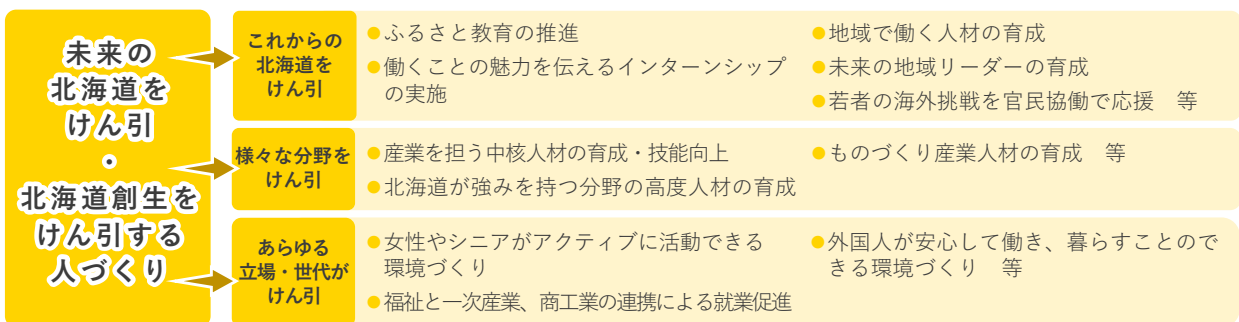 未来の
北海道を
けん引
・
北海道創生を
けん引する
人づくり
これからの
北海道を
けん引
●ふるさと教育の推進
●働くことの魅力を伝えるインターンシップ
の実施
●地域で働く人材の育成
●未来の地域リーダーの育成
●若者の海外挑戦を官民協働で応援　等
様々な分野を
けん引
●産業を担う中核人材の育成・技能向上
●北海道が強みを持つ分野の高度人材の育成
●ものづくり産業人材の育成　等
あらゆる
立場・世代が
けん引
●女性やシニアがアクティブに活動できる
環境づくり
●福祉と一次産業、商工業の連携による就業促進
●外国人が安心して働き、暮らすことので
きる環境づくり　等